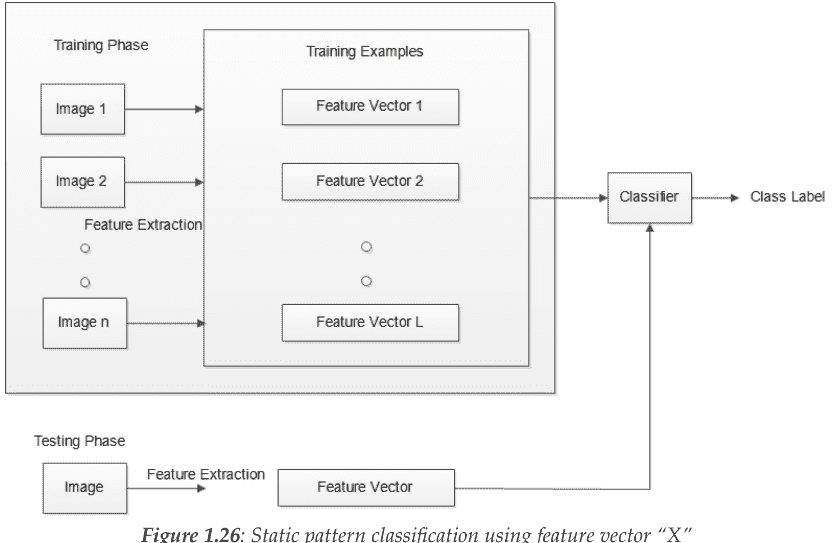 Training Phase
Training Examples
Image 1
Feature Vector 1
Image 2
Feature Vector 2
Feature Extraction
Image n
Feature Vector L
Classifier
Class Label
Testing Phase
Image
Feature Extraction
Feature Vector
Figure 1.26: Static pattern classification using feature vector “X”